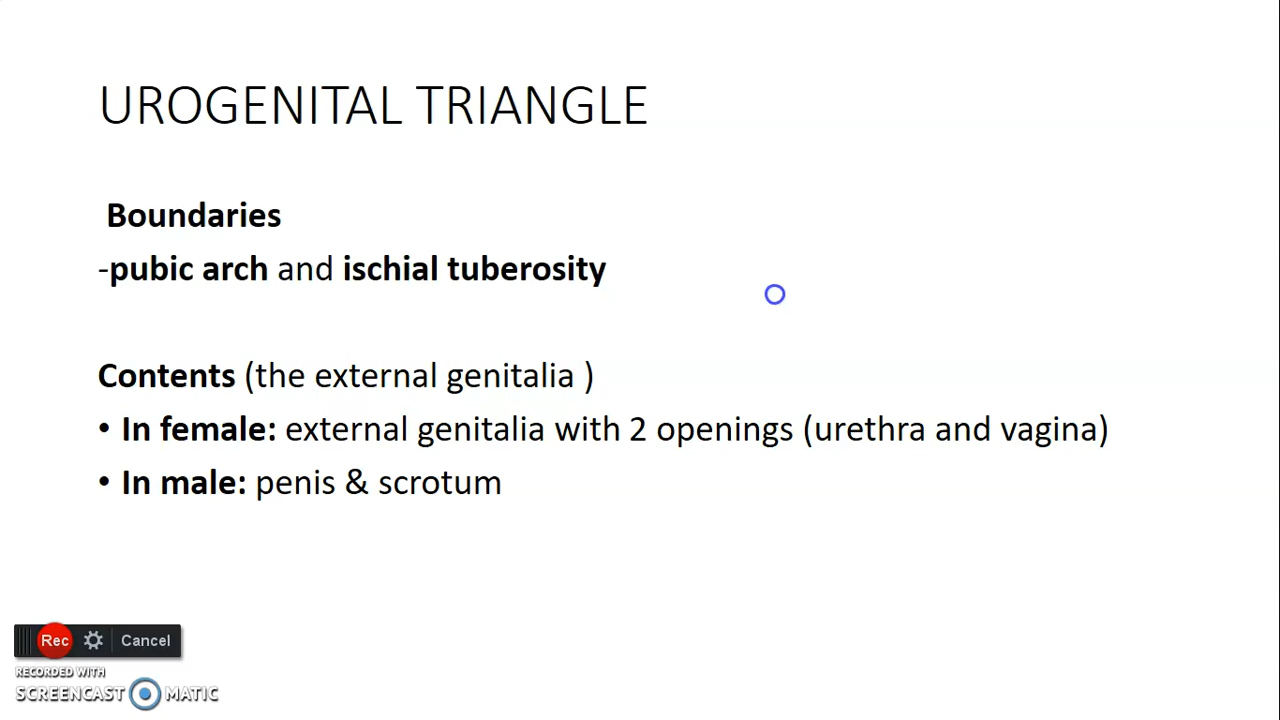 UROGENITAL TRIANGLE
Boundaries
-pubic arch and ischial tuberosity
Contents (the external genitalia )
• In female: external genitalia with 2 openings (urethra and vagina)
• In male: penis & scrotum
Rec Cancel
RECORDED WITH
SCREENCAST MATIC